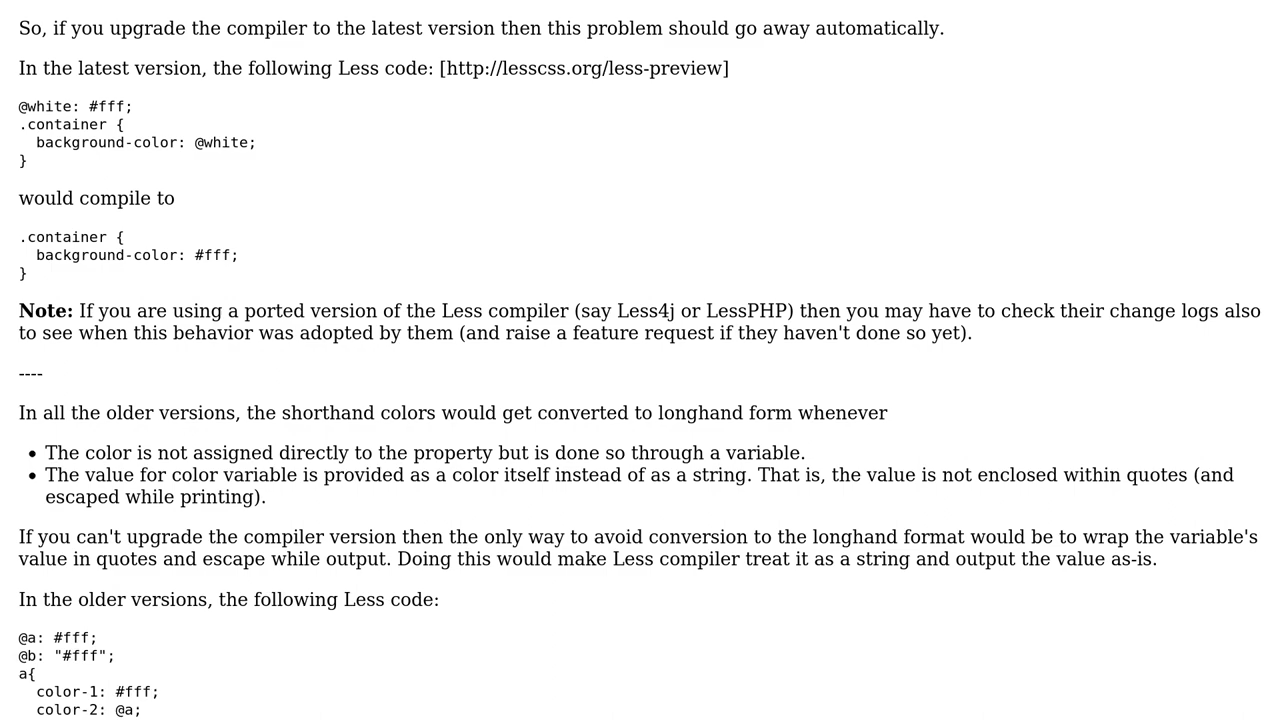 So, if you upgrade the compiler to the latest version then this problem should go away automatically.
In the latest version, the following Less code: [http://lesscss.org/less-preview]
@white: #fff;
.container {
  background-color: @white;
}
would compile to
.container {
  background-color: #fff;
}
Note: If you are using a ported version of the Less compiler (say Less4j or LessPHP) then you may have to check their change logs also
to see when this behavior was adopted by them (and raise a feature request if they haven't done so yet).
----
In all the older versions, the shorthand colors would get converted to longhand form whenever
• The color is not assigned directly to the property but is done so through a variable.
• The value for color variable is provided as a color itself instead of as a string. That is, the value is not enclosed within quotes (and
escaped while printing).
If you can't upgrade the compiler version then the only way to avoid conversion to the longhand format would be to wrap the variable's
value in quotes and escape while output. Doing this would make Less compiler treat it as a string and output the value as-is.
In the older versions, the following Less code:
@a: #fff;
@b: "#fff";
a{
  color-1: #fff;
  color-2: @a;